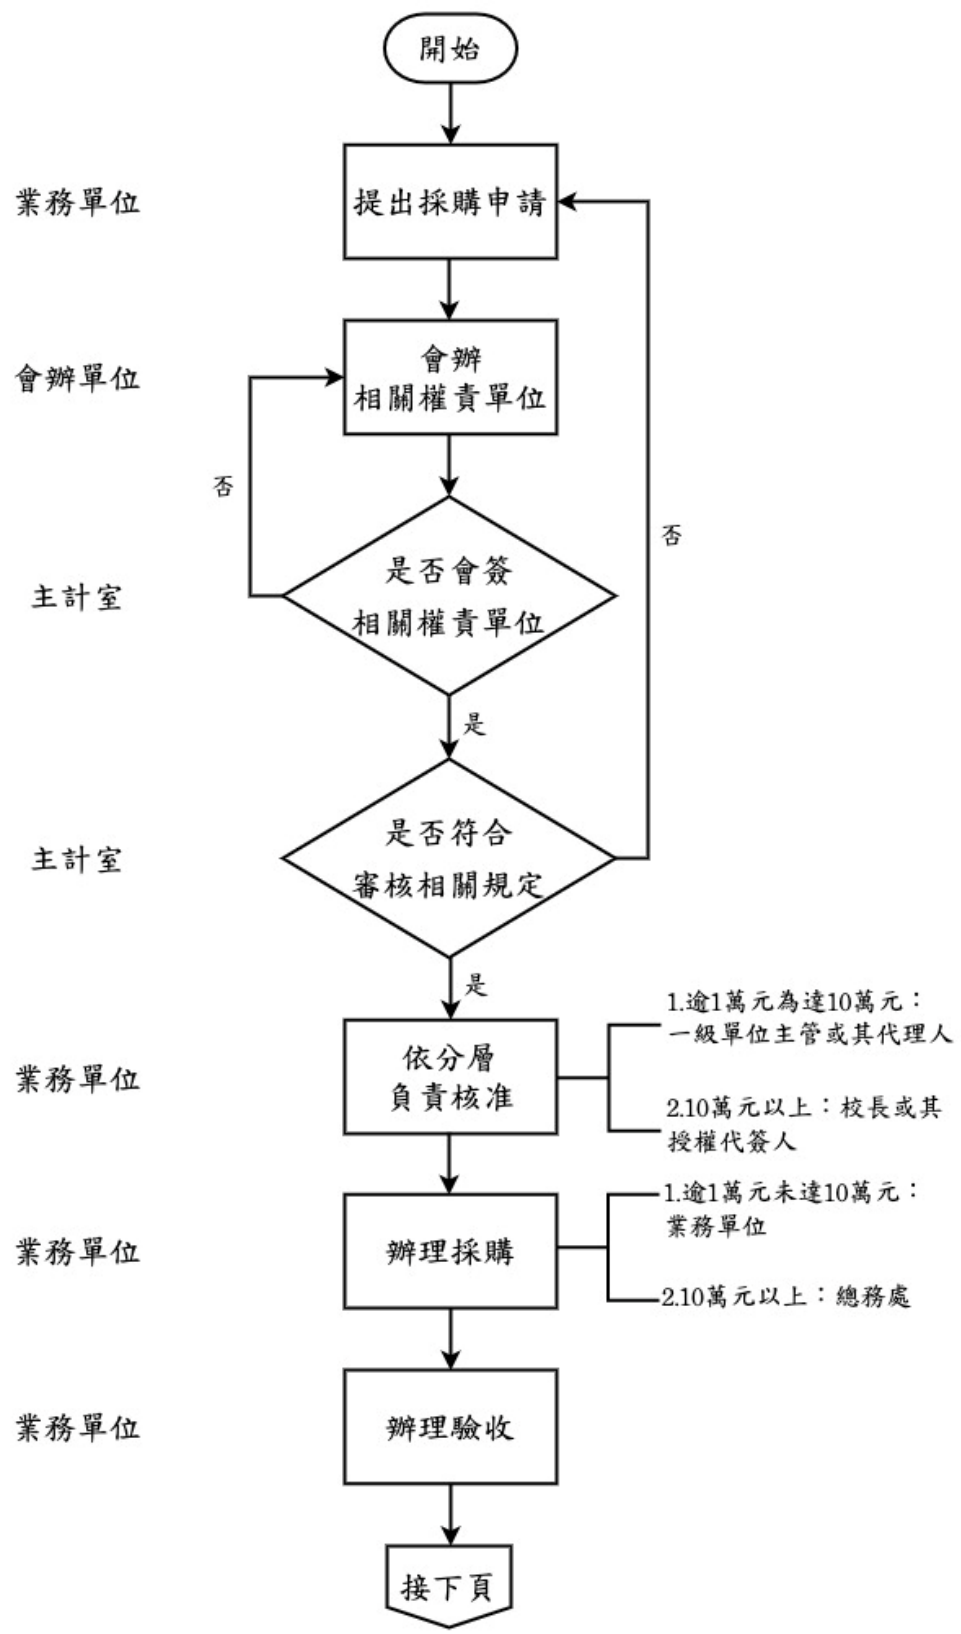 開始
業務單位
提出採購申請
會辦單位
會辦
相關權責單位
否
否
主計室
是否會簽
相關權責單位
是
主計室
是否符合
審核相關規定
是
業務單位
依分層
負責核准
1.逾1萬元為達10萬元：
一級單位主管或其代理人
2.10萬元以上：校長或其
授權代簽人
業務單位
辦理採購
1.逾1萬元未達10萬元：
業務單位
2.10萬元以上：總務處
業務單位
辦理驗收
接下頁